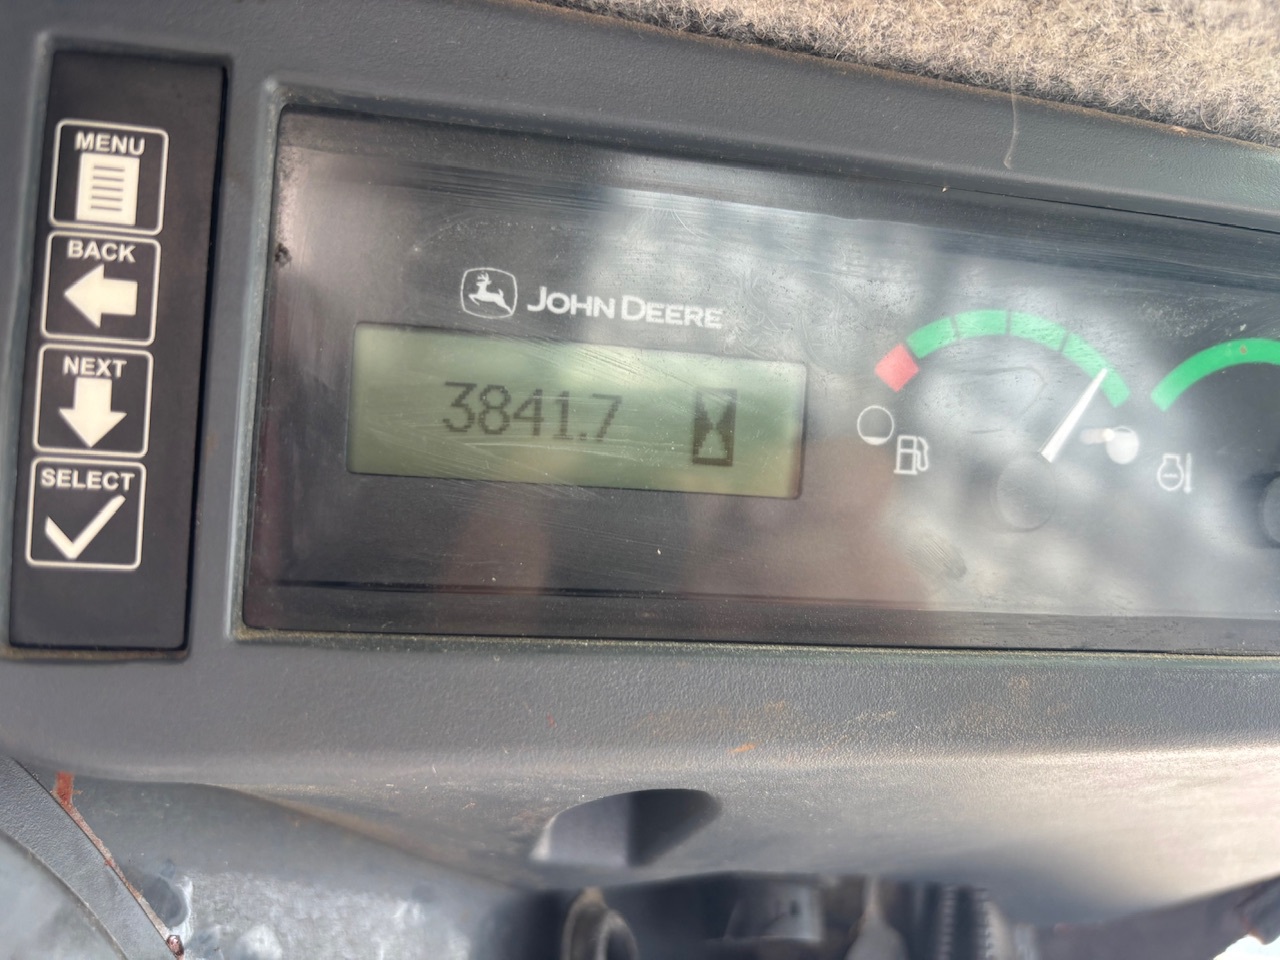 MENU
BACK
NEXT
SELECT
JOHN DEERE
3841.7